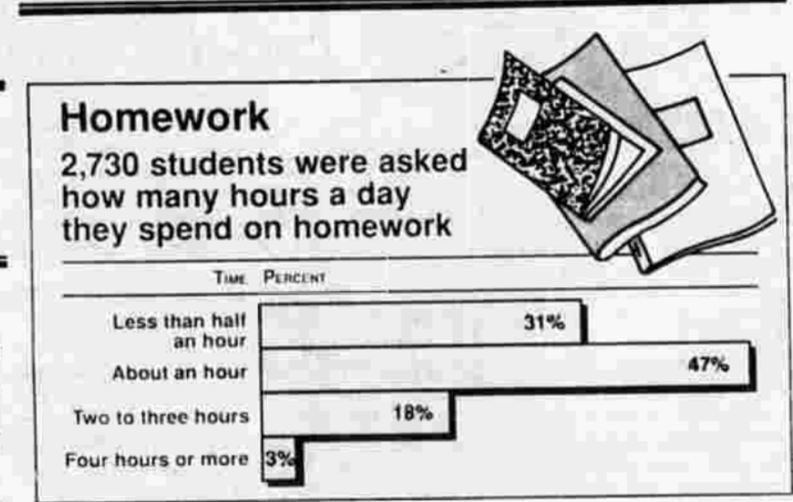 Homework
2,730 students were asked
how many hours a day
they spend on homework
TIME PERCENT
Less than half
an hour 31%
About an hour 47%
Two to three hours 18%
Four hours or more 3%